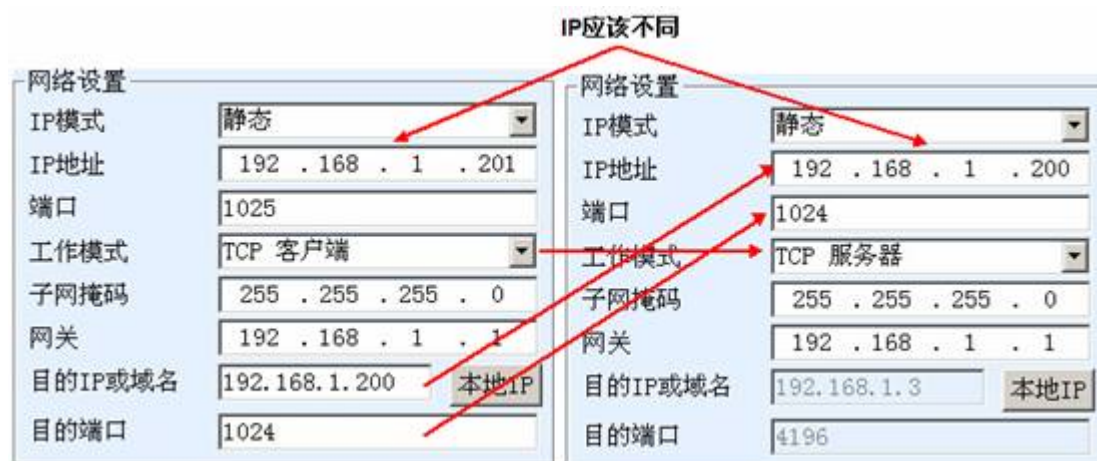 IP应该不同
网络设置
IP模式 静态
IP地址 192 . 168 . 1 . 201
端口 1025
工作模式 TCP 客户端
子网掩码 255 . 255 . 255 . 0
网关 192 . 168 . 1 . 1
目的IP或域名 192.168.1.200 本地IP
目的端口 1024
网络设置
IP模式 静态
IP地址 192 . 168 . 1 . 200
端口 1024
工作模式 TCP 服务器
子网掩码 255 . 255 . 255 . 0
网关 192 . 168 . 1 . 1
目的IP或域名 192.168.1.3 本地IP
目的端口 4196